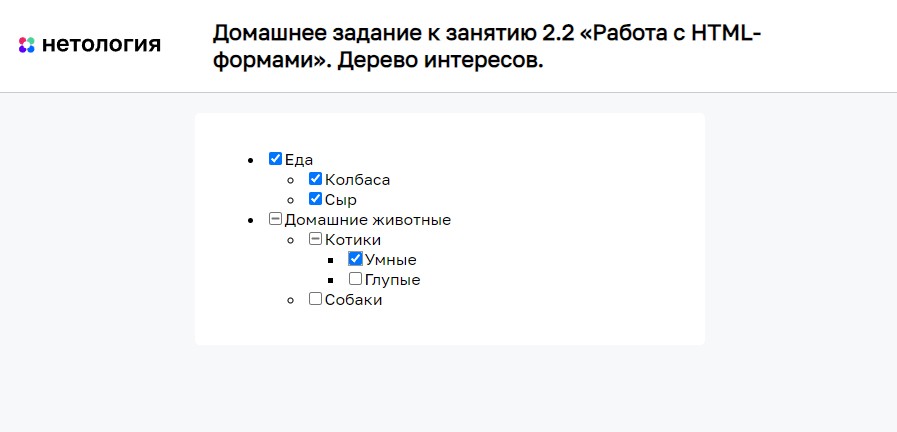 нетология
Домашнее задание к занятию 2.2 «Работа с HTML-
формами». Дерево интересов.
Еда
Колбаса
Сыр
Домашние животные
Котики
Умные
Глупые
Собаки